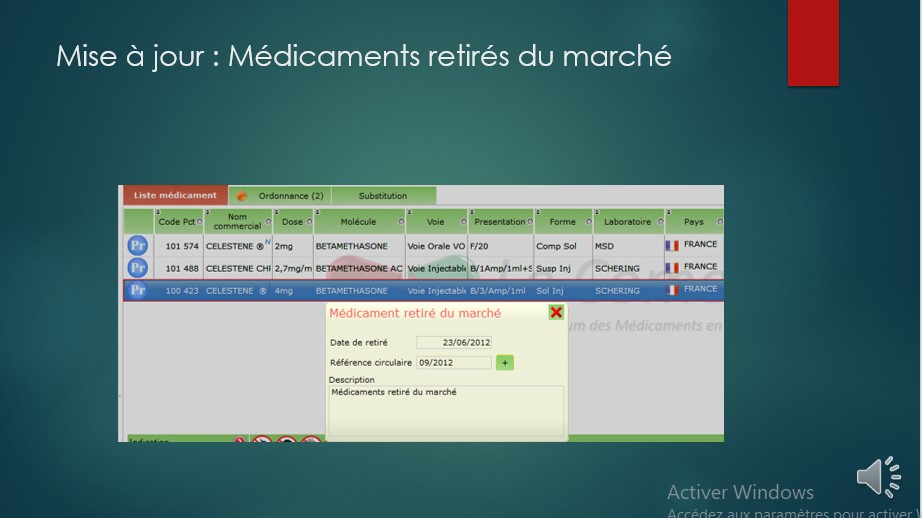 Mise à jour : Médicaments retirés du marché
Liste médicament Ordonnance (2) Substitution
Code Pct Nom commercial Dose Molécule Voie Presentation Forme Laboratoire Pays
Pr 101 574 CELESTENE ® N 2mg BETAMETHASONE Voie Orale VO F/20 Comp Sol MSD FRANCE
Pr 101 488 CELESTENE CHR 2,7mg/m BETAMETHASONE AC Voie Injectable B/1Amp/1ml+S Susp Inj SCHERING FRANCE
Pr 100 423 CELESTENE ® 4mg BETAMETHASONE Voie Injectable B/3/Amp/1ml Sol Inj SCHERING FRANCE
Médicament retiré du marché
um des Médicaments en
Date de retiré 23/06/2012
Référence circulaire 09/2012 +
Description
Médicaments retiré du marché
Indication
Activer Windows
Accédez aux paramètres pour activer